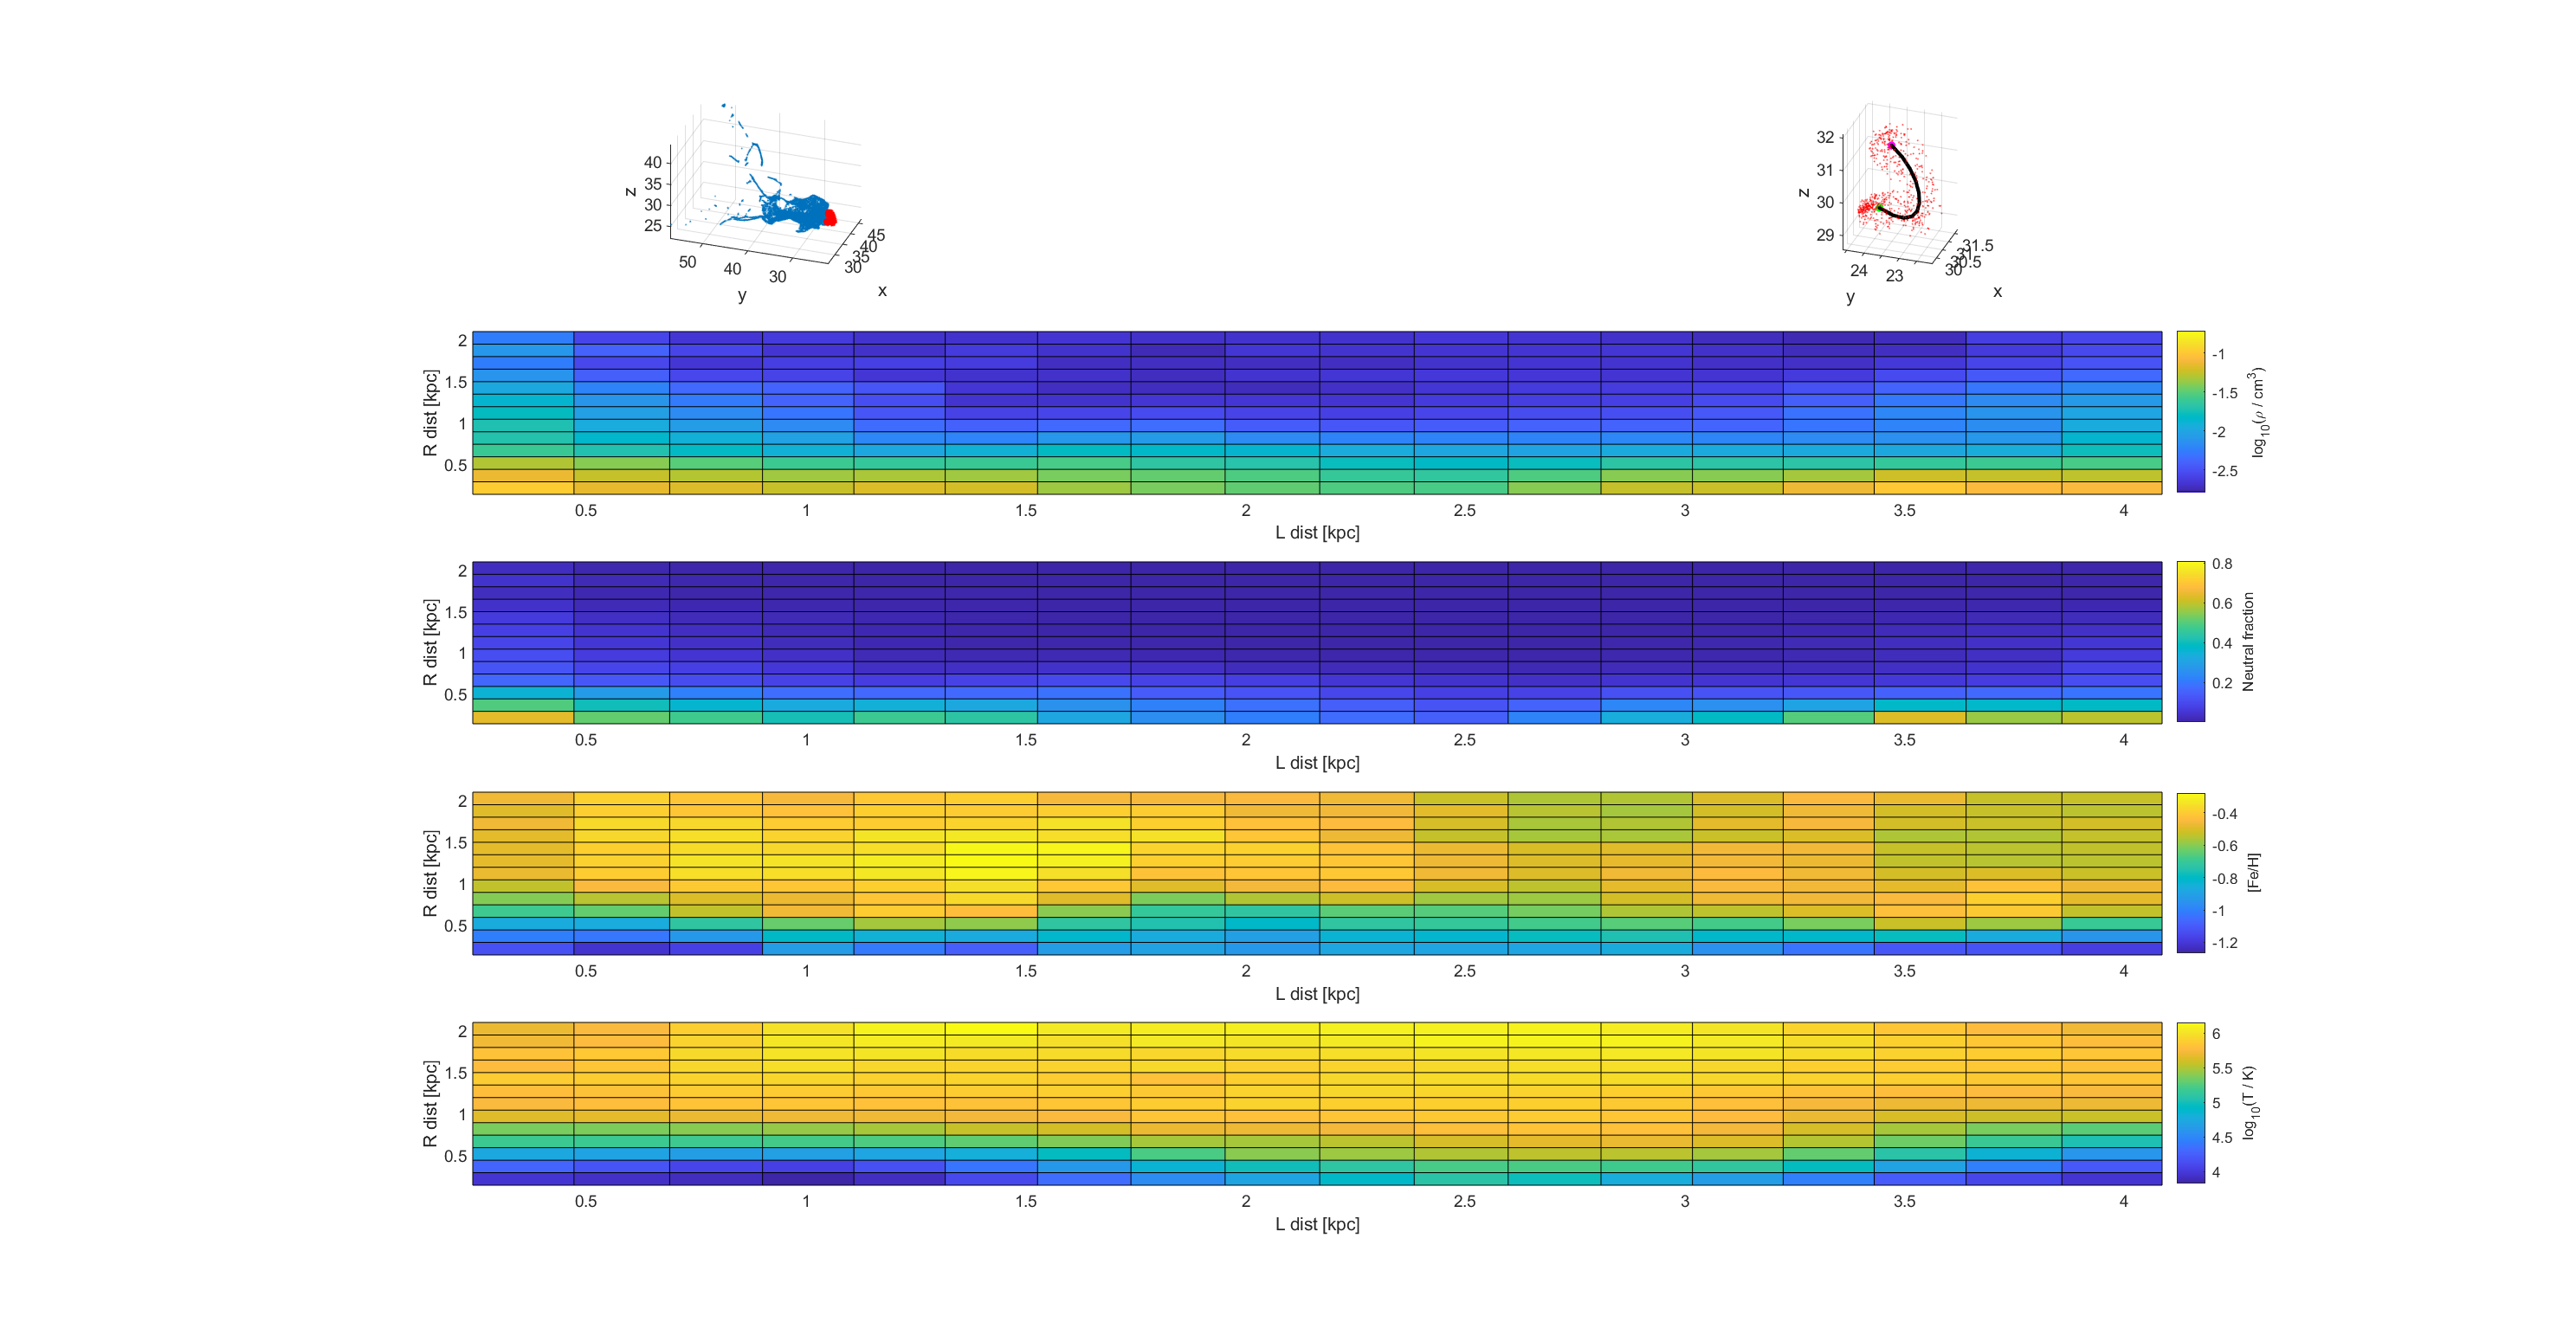 40
35
30
25
z
50
40
30
y
45
40
35
30
x
32
31
30
29
z
24
23
y
31.5
31
30.5
30
x
2
1.5
1
0.5
R dist [kpc]
0.5 1 1.5 2 2.5 3 3.5 4
L dist [kpc]
-1
-1.5
-2
-2.5
log10(ρ / cm3)
2
1.5
1
0.5
R dist [kpc]
0.5 1 1.5 2 2.5 3 3.5 4
L dist [kpc]
0.8
0.6
0.4
0.2
Neutral fraction
2
1.5
1
0.5
R dist [kpc]
0.5 1 1.5 2 2.5 3 3.5 4
L dist [kpc]
-0.4
-0.6
-0.8
-1
-1.2
[Fe/H]
2
1.5
1
0.5
R dist [kpc]
0.5 1 1.5 2 2.5 3 3.5 4
L dist [kpc]
6
5.5
5
4.5
4
log10(T / K)